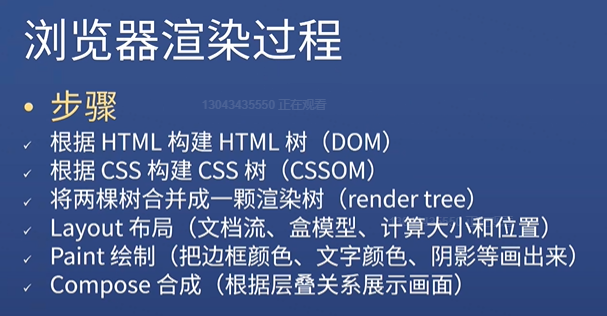 浏览器渲染过程
• 步骤
13043435550 正在观看
✓ 根据 HTML 构建 HTML 树（DOM）
✓ 根据 CSS 构建 CSS 树（CSSOM）
✓ 将两棵树合并成一颗渲染树（render tree）
✓ Layout 布局（文档流、盒模型、计算大小和位置）
✓ Paint 绘制（把边框颜色、文字颜色、阴影等画出来）
✓ Compose 合成（根据层叠关系展示画面）